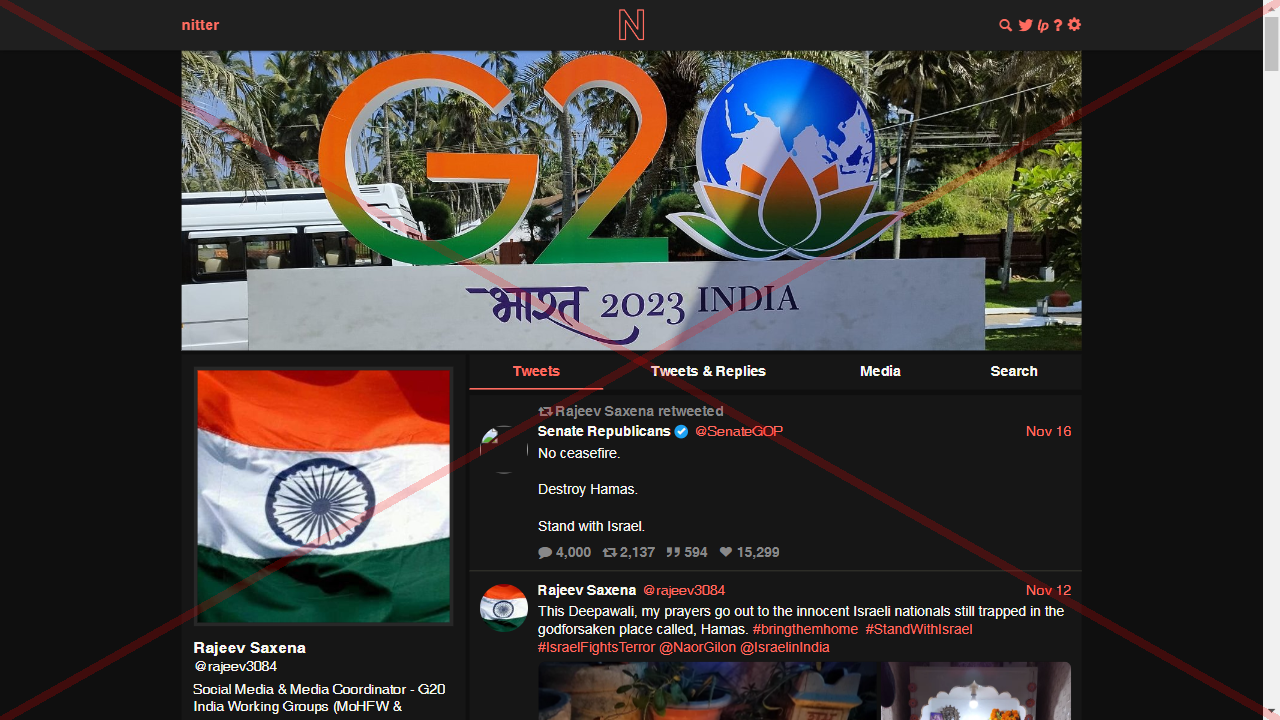 nitter
N
lp ?
G20
भारत 2023 INDIA
Tweets
Tweets & Replies
Media
Search
Rajeev Saxena retweeted
Senate Republicans @SenateGOP Nov 16
No ceasefire.
Destroy Hamas.
Stand with Israel.
4,000 2,137 594 15,299
Rajeev Saxena @rajeev3084 Nov 12
This Deepawali, my prayers go out to the innocent Israeli nationals still trapped in the
godforsaken place called, Hamas. #bringthemhome #StandWithIsrael
#IsraelFightsTerror @NaorGilon @IsraelinIndia
Rajeev Saxena
@rajeev3084
Social Media & Media Coordinator - G20
India Working Groups (MoHFW &